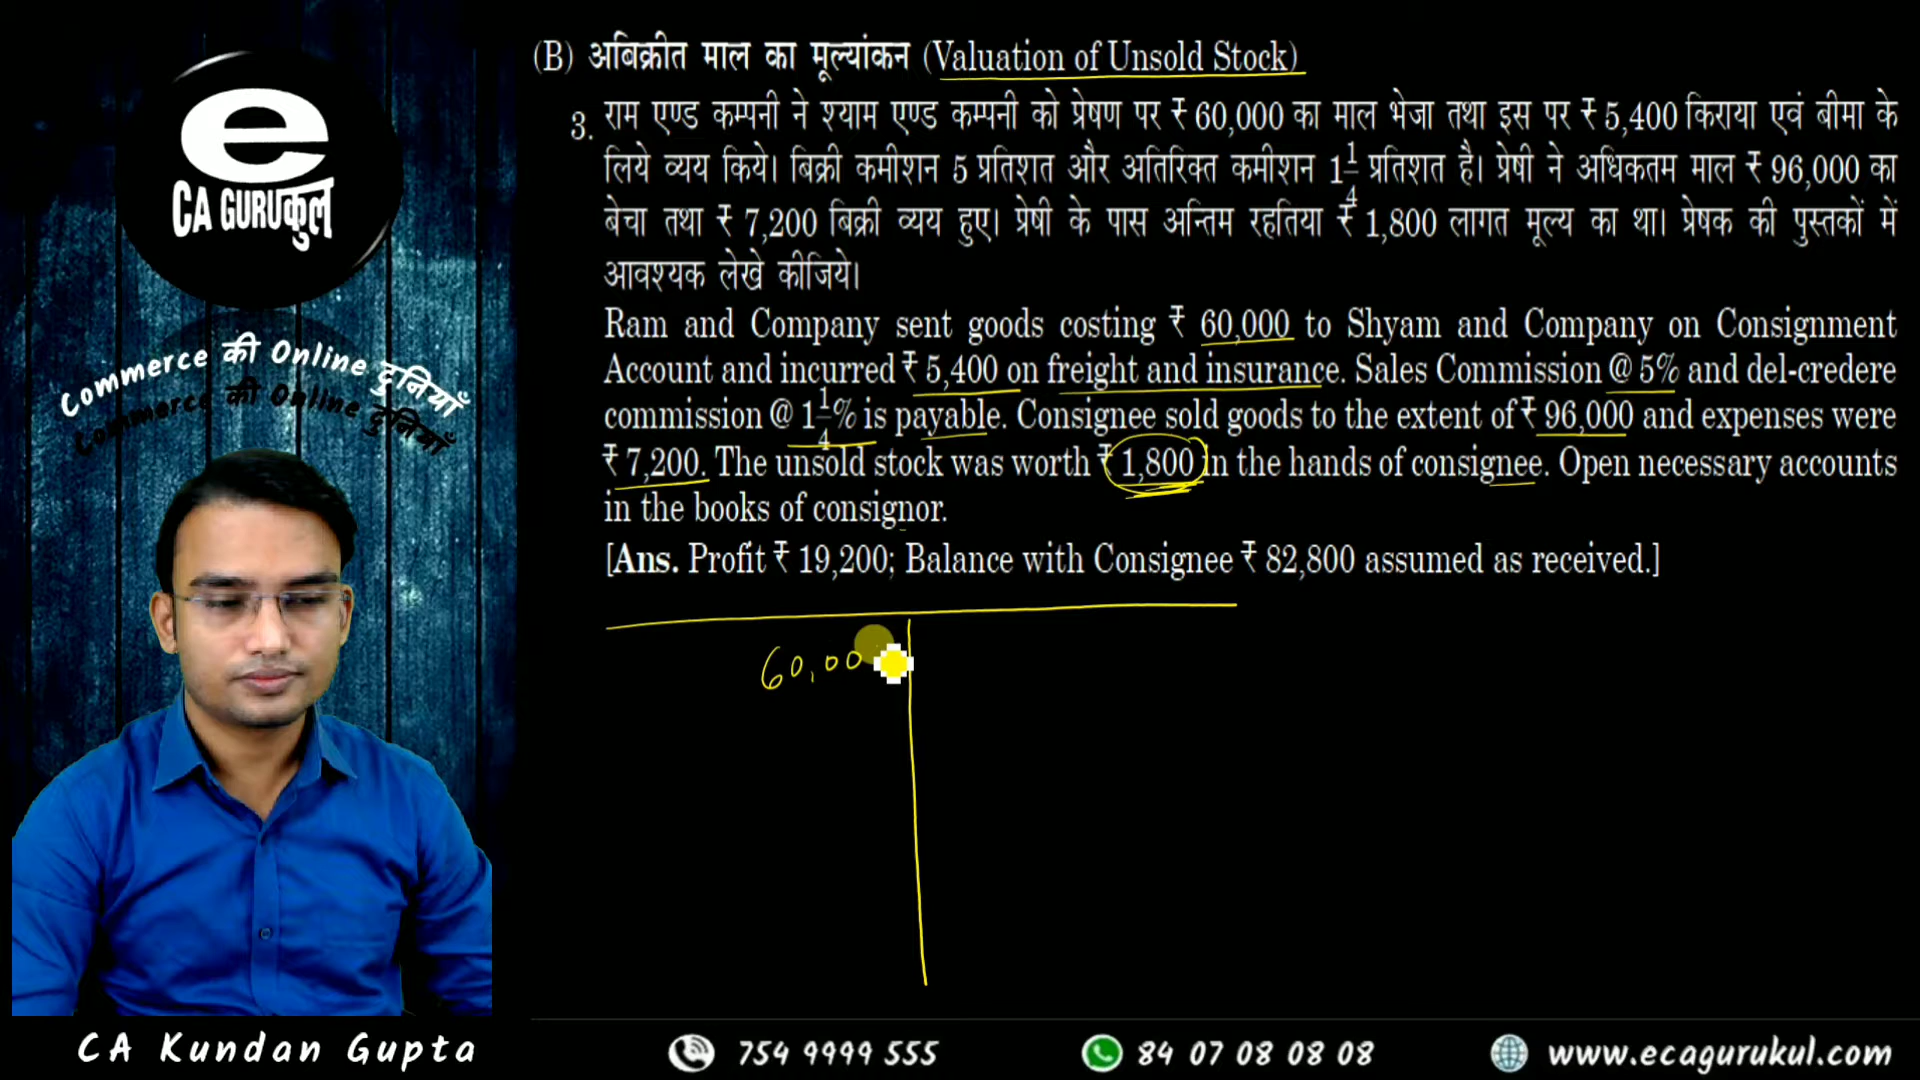 (B) अबिक्रीत माल का मूल्यांकन (Valuation of Unsold Stock)
3. राम एण्ड कम्पनी ने श्याम एण्ड कम्पनी को प्रेषण पर ₹ 60,000 का माल भेजा तथा इस पर ₹ 5,400 किराया एवं बीमा के
लिये व्यय किये। बिक्री कमीशन 5 प्रतिशत और अतिरिक्त कमीशन 1 1/4 प्रतिशत है। प्रेषी ने अधिकतम माल ₹ 96,000 का
बेचा तथा ₹ 7,200 बिक्री व्यय हुए। प्रेषी के पास अन्तिम रहतिया ₹ 1,800 लागत मूल्य का था। प्रेषक की पुस्तकों में
आवश्यक लेखे कीजिये।
Ram and Company sent goods costing ₹ 60,000 to Shyam and Company on Consignment
Account and incurred ₹ 5,400 on freight and insurance. Sales Commission @ 5% and del-credere
commission @ 1 1/4% is payable. Consignee sold goods to the extent of ₹ 96,000 and expenses were
₹ 7,200. The unsold stock was worth ₹ 1,800 in the hands of consignee. Open necessary accounts
in the books of consignor.
[Ans. Profit ₹ 19,200; Balance with Consignee ₹ 82,800 assumed as received.]
60,00
e
CA GURUकुल
Commerce की Online दुनियाँ
CA Kundan Gupta
754 9999 555
84 07 08 08 08
www.ecagurukul.com